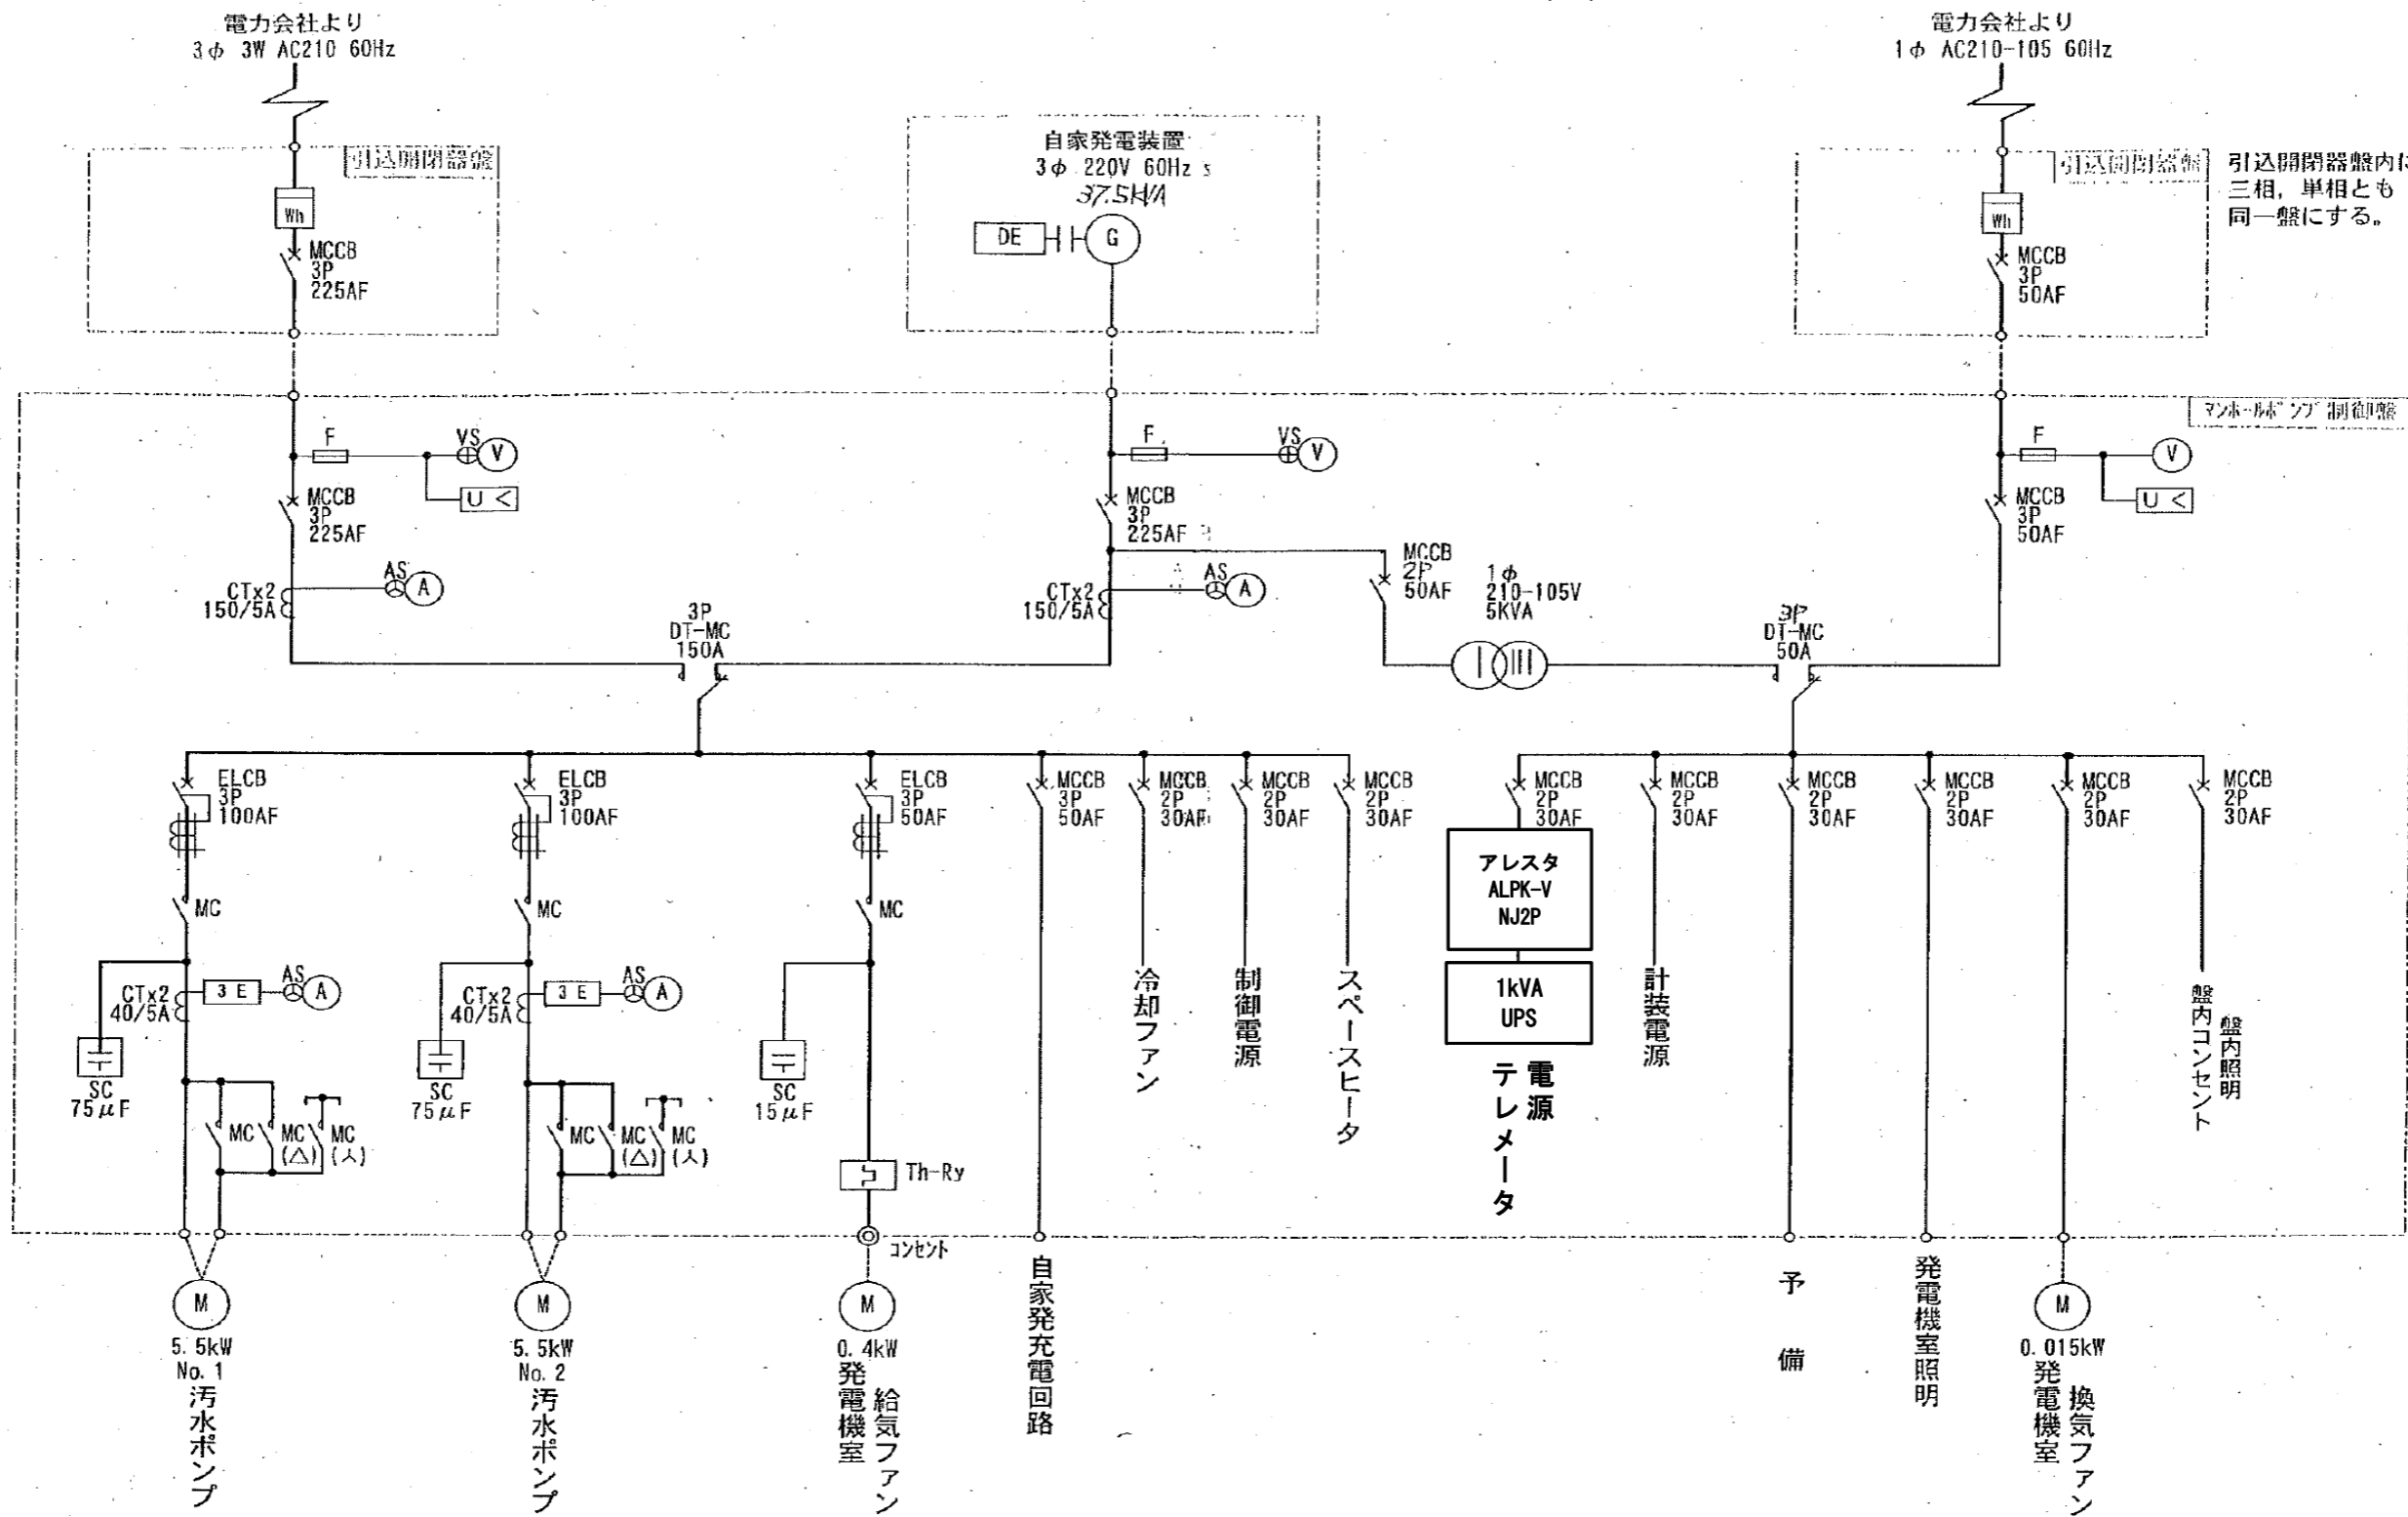 電力会社より
3φ 3W AC210 60Hz
引込開閉器盤
Wh
MCCB
3P
225AF
自家発電装置
3φ 220V 60Hz
37.5kVA
DE
G
電力会社より
1φ AC210-105 60Hz
引込開閉器盤
Wh
MCCB
3P
50AF
引込開閉器盤内に
三相, 単相とも
同一盤にする。
マンホールポンプ制御盤
F
VS
V
U <
MCCB
3P
225AF
CTx2
150/5A
AS
A
3P
DT-MC
150A
F
VS
V
MCCB
3P
225AF
CTx2
150/5A
AS
A
MCCB
2P
50AF
1φ
210-105V
5KVA
3P
DT-MC
50A
F
V
U <
MCCB
3P
50AF
ELCB
3P
100AF
MC
CTx2
40/5A
3E
AS
A
SC
75μF
MC
MC
(△)
MC
(人)
M
5.5kW
No.1
汚水ポンプ
ELCB
3P
100AF
MC
CTx2
40/5A
3E
AS
A
SC
75μF
MC
MC
(△)
MC
(人)
M
5.5kW
No.2
汚水ポンプ
ELCB
3P
50AF
MC
SC
15μF
Th-Ry
コンセント
M
0.4kW
発電機室
給気ファン
MCCB
3P
50AF
自家発充電回路
MCCB
2P
30AF
冷却ファン
MCCB
2P
30AF
制御電源
MCCB
2P
30AF
スペースヒータ
MCCB
2P
30AF
アレスタ
ALPK-V
NJ2P
1kVA
UPS
テレメータ
電源
MCCB
2P
30AF
計装電源
MCCB
2P
30AF
予備
MCCB
2P
30AF
発電機室照明
MCCB
2P
30AF
M
0.015kW
発電機室
換気ファン
MCCB
2P
30AF
盤内照明
盤内コンセント